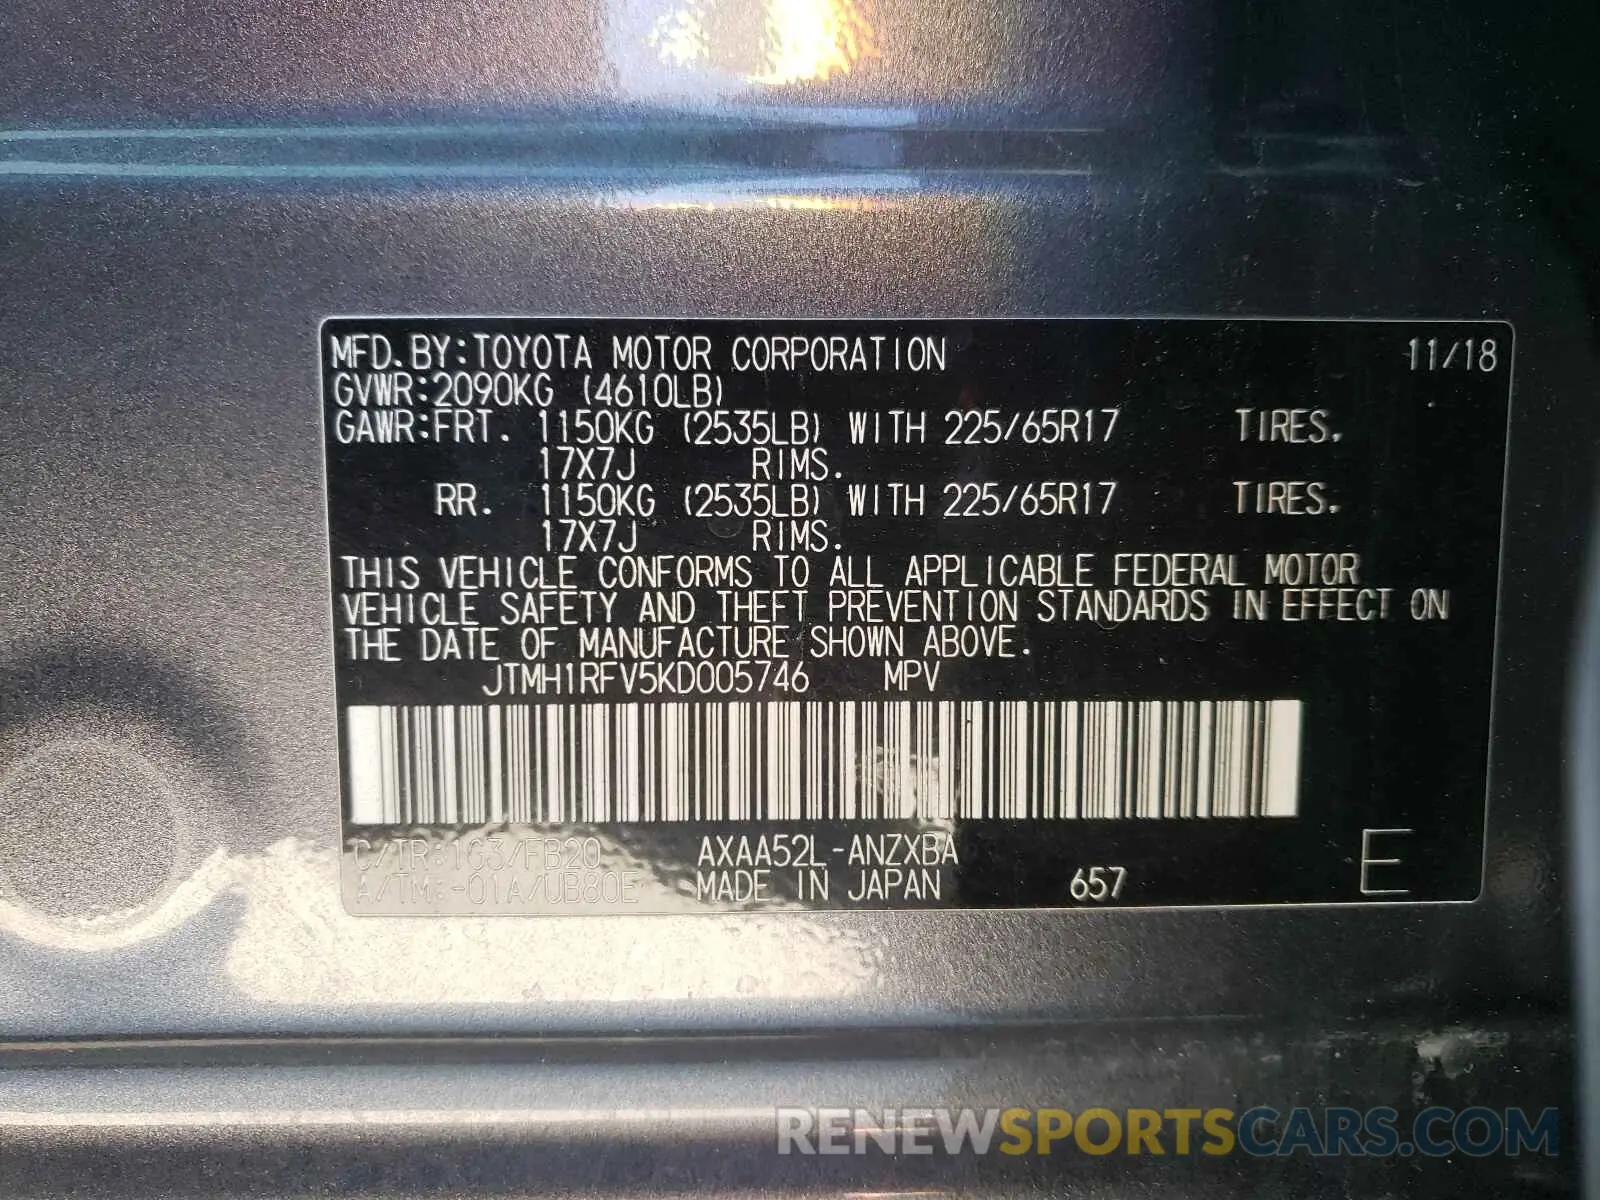 MFD.BY:TOYOTA MOTOR CORPORATION 11/18
GVWR:2090KG (4610LB)
GAWR:FRT. 1150KG (2535LB) WITH 225/65R17 TIRES.
17X7J RIMS.
RR. 1150KG (2535LB) WITH 225/65R17 TIRES.
17X7J RIMS.
THIS VEHICLE CONFORMS TO ALL APPLICABLE FEDERAL MOTOR
VEHICLE SAFETY AND THEFT PREVENTION STANDARDS IN EFFECT ON
THE DATE OF MANUFACTURE SHOWN ABOVE.
JTMH1RFV5KD005746 MPV
C/TR:1G3/FB20 AXAA52L-ANZXBA
A/TM:-01A/UB80E MADE IN JAPAN 657 E
RENEWSPORTSCARS.COM